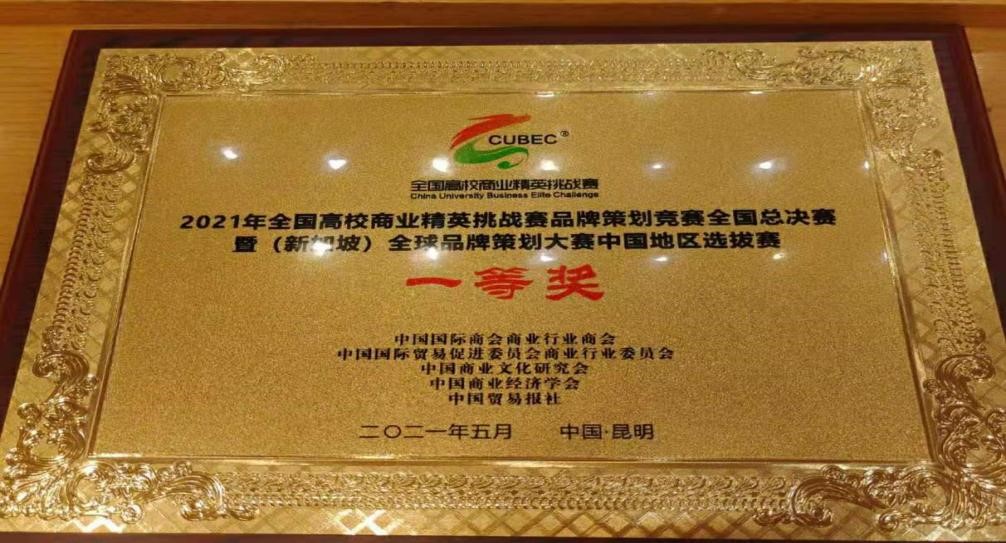 CUBEC®
全国高校商业精英挑战赛
China University Business Elite Challenge
2021年全国高校商业精英挑战赛品牌策划竞赛全国总决赛
暨（新加坡）全球品牌策划大赛中国地区选拔赛
一等奖
中国国际商会商业行业商会
中国国际贸易促进委员会商业行业委员会
中国商业文化研究会
中国商业经济学会
中国贸易报社
二〇二一年五月 中国·昆明